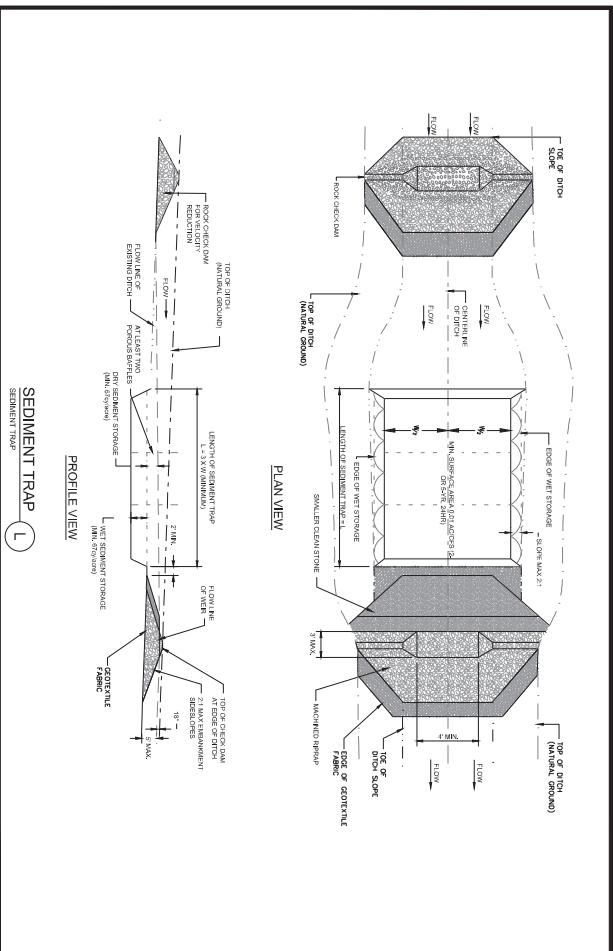 TOE OF DITCH
SLOPE
FLOW
FLOW
ROCK CHECK DAM
TOP OF DITCH
(NATURAL GROUND)
CENTERLINE
OF DITCH
FLOW
FLOW
EDGE OF WET STORAGE
SLOPE MAX 2:1
W/2
W/2
MIN. SURFACE AREA (0.01 AC/CFS (2-
OR 5-YR, 24HR)
EDGE OF WET STORAGE
LENGTH OF SEDIMENT TRAP = L
SMALLER CLEAN STONE
3' MAX.
4' MIN.
MACHINED RIPRAP
TOP OF DITCH
(NATURAL GROUND)
FLOW
FLOW
TOE OF
DITCH SLOPE
EDGE OF GEOTEXTILE
FABRIC
PLAN VIEW
TOP OF DITCH
(NATURAL GROUND)
FLOW
ROCK CHECK DAM
FOR VELOCITY
REDUCTION
FLOW LINE OF
EXISTING DITCH
AT LEAST TWO
POROUS BAFFLES
DRY SEDIMENT STORAGE
(MIN. 67cy/acre)
LENGTH OF SEDIMENT TRAP
L = 3 X W (MINIMUM)
2' MIN.
WET SEDIMENT STORAGE
(MIN. 67cy/acre)
FLOW LINE
OF WEIR
TOP OF CHECK DAM
AT EDGE OF DITCH
2:1 MAX EMBANKMENT
SIDESLOPES
18"
5' MAX.
GEOTEXTILE
FABRIC
PROFILE VIEW
SEDIMENT TRAP
SEDIMENT TRAP
L